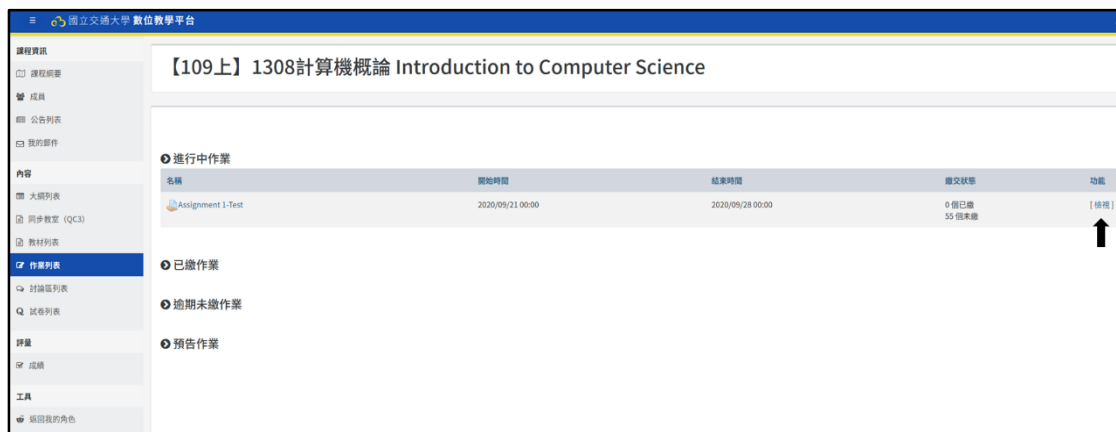 ≡ 國立交通大學 數位教學平台
課程資訊
課程綱要
成員
公告列表
我的郵件
內容
大綱列表
同步教室（QC3）
教材列表
作業列表
討論區列表
試卷列表
評量
成績
工具
返回我的角色
【109上】1308計算機概論 Introduction to Computer Science
進行中作業
名稱 開始時間 結束時間 繳交狀態 功能
Assignment 1-Test 2020/09/21 00:00 2020/09/28 00:00 0 個已繳 [ 檢視 ]
55 個未繳
已繳作業
逾期未繳作業
預告作業